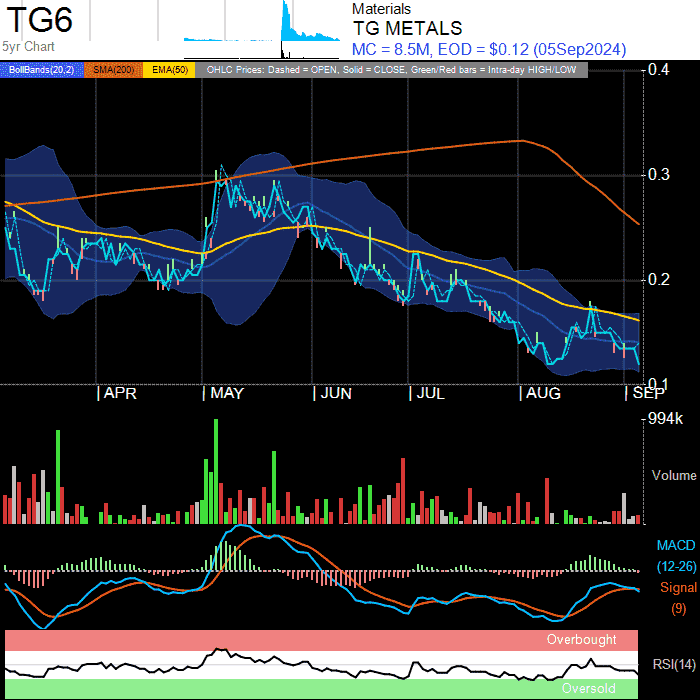 TG6
5yr Chart
Materials
TG METALS
MC = 8.5M, EOD = $0.12 (05Sep2024)
BollBands(20,2) SMA(200) EMA(50) OHLC Prices: Dashed = OPEN, Solid = CLOSE, Green/Red bars = Intra-day HIGH/LOW
0.4
0.3
0.2
0.1
APR MAY JUN JUL AUG SEP
994k
Volume
MACD
(12-26)
Signal
(9)
Overbought
RSI(14)
Oversold